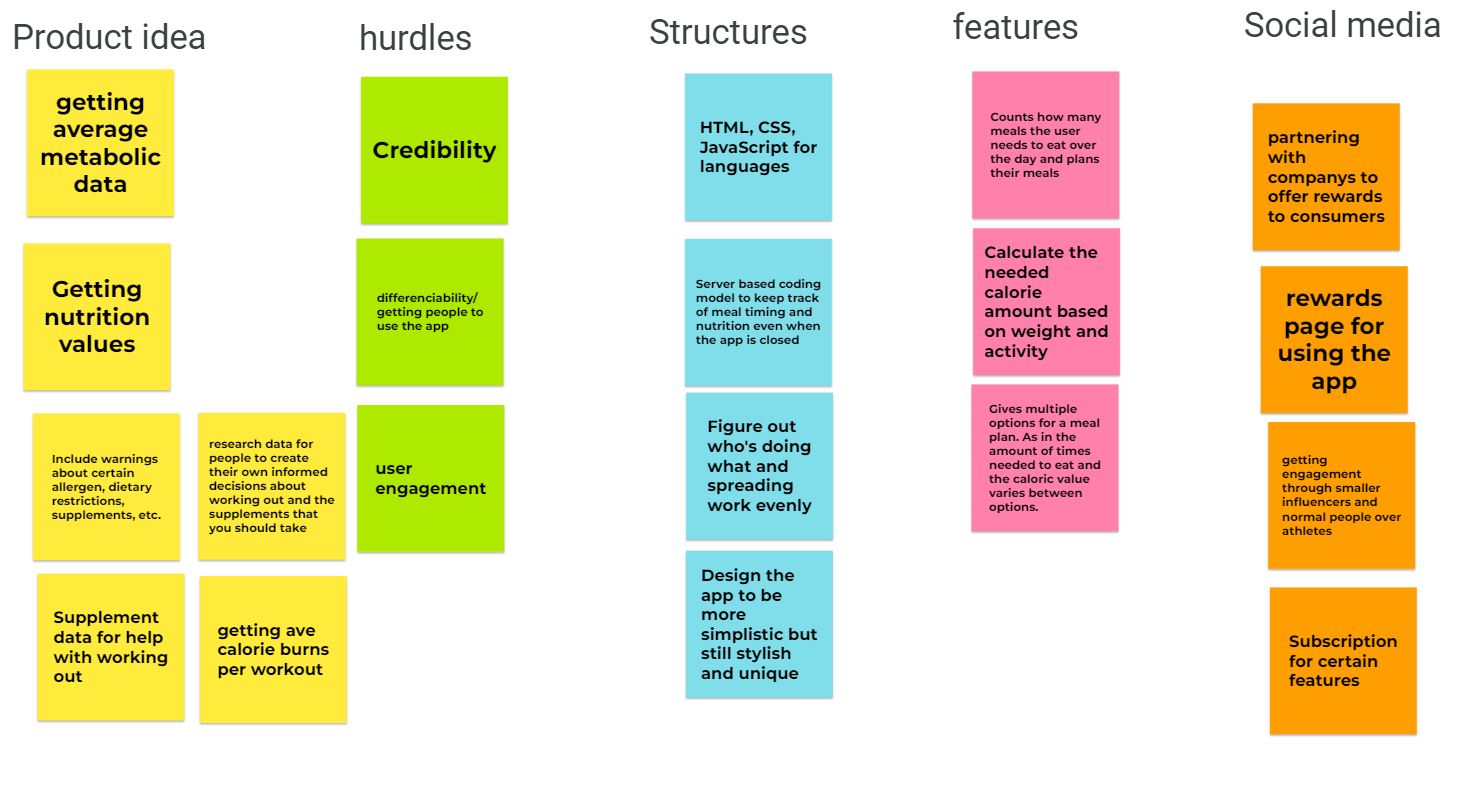 Product idea
getting
average
metabolic
data
Getting
nutrition
values
Include warnings
about certain
allergen, dietary
restrictions,
supplements, etc.
research data for
people to create
their own informed
decisions about
working out and the
supplements that
you should take
Supplement
data for help
with working
out
getting ave
calorie burns
per workout
hurdles
Credibility
differenciability/
getting people to
use the app
user
engagement
Structures
HTML, CSS,
JavaScript for
languages
Server based coding
model to keep track
of meal timing and
nutrition even when
the app is closed
Figure out
who's doing
what and
spreading
work evenly
Design the
app to be
more
simplistic but
still stylish
and unique
features
Counts how many
meals the user
needs to eat over
the day and plans
their meals
Calculate the
needed
calorie
amount based
on weight and
activity
Gives multiple
options for a meal
plan. As in the
amount of times
needed to eat and
the caloric value
varies between
options.
Social media
partnering
with
companys to
offer rewards
to consumers
rewards
page for
using the
app
getting
engagement
through smaller
influencers and
normal people over
athletes
Subscription
for certain
features